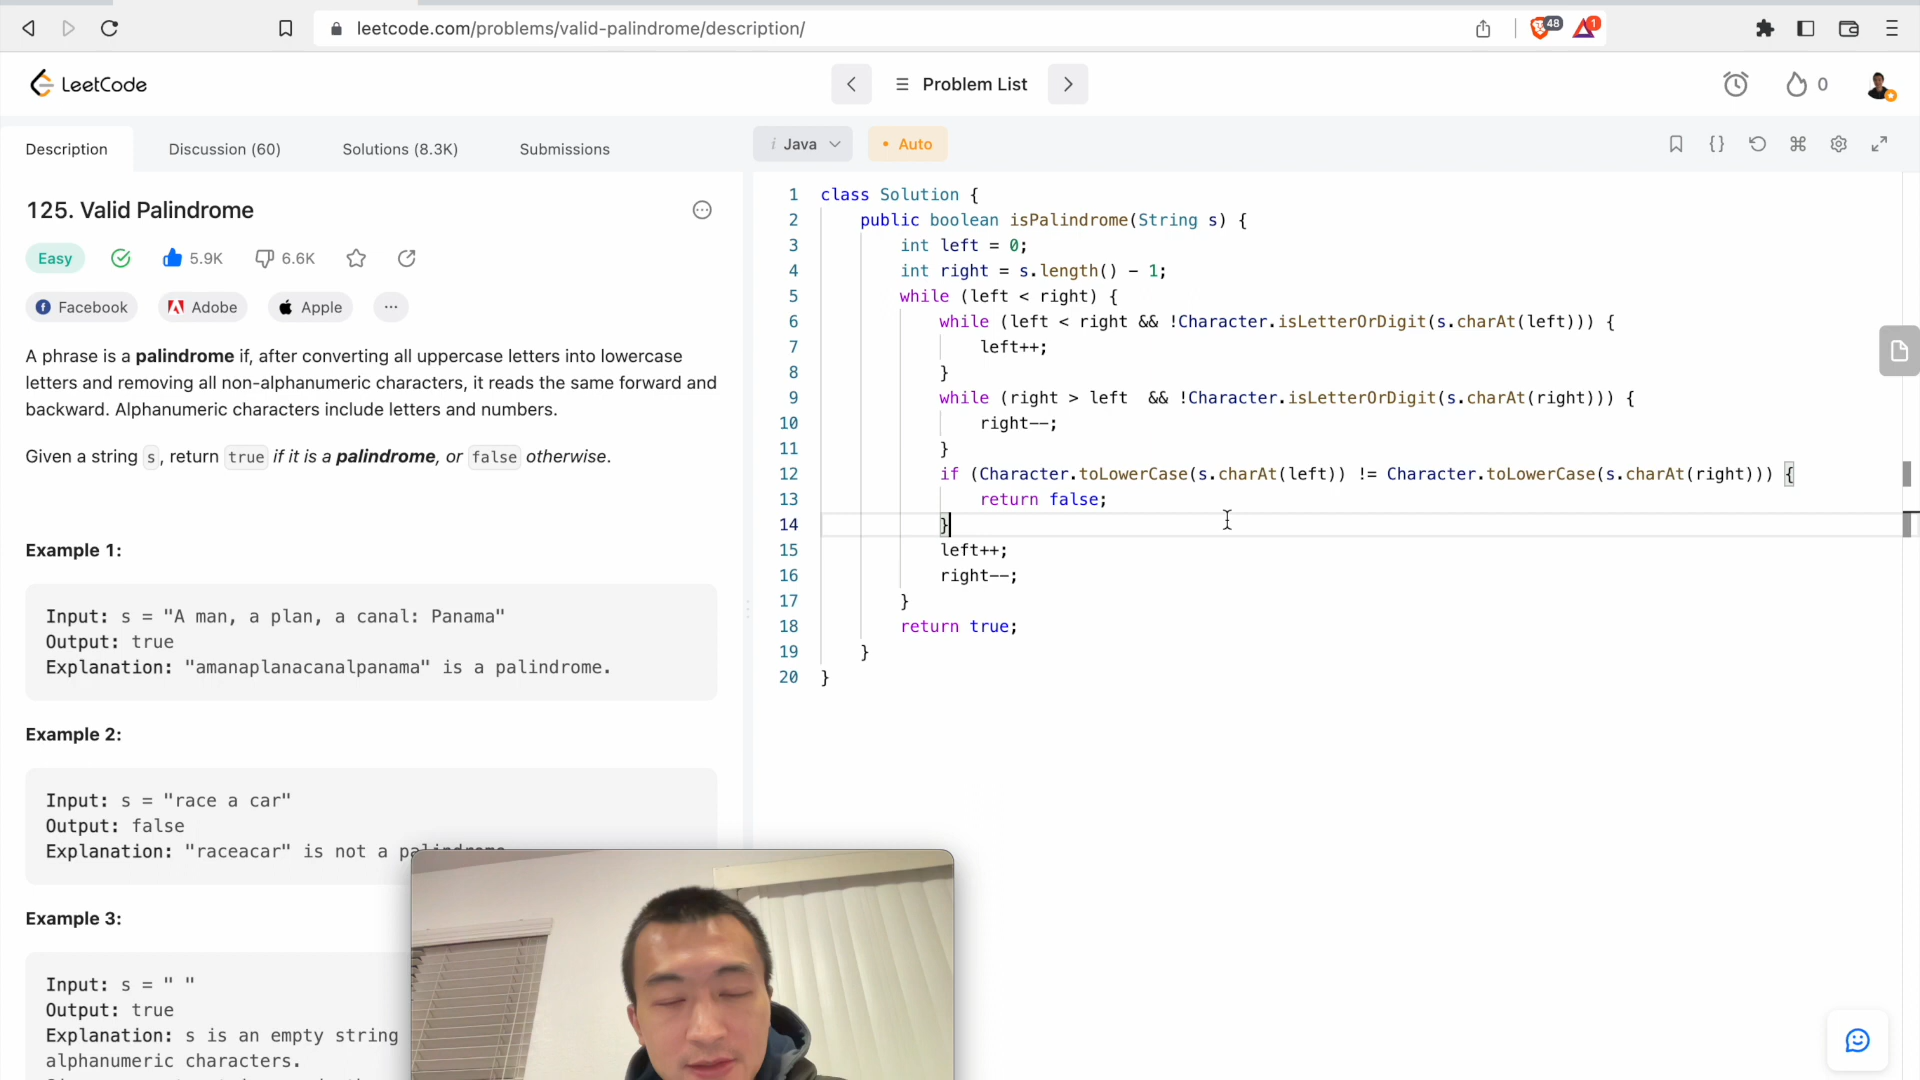 leetcode.com/problems/valid-palindrome/description/
48
1
LeetCode
Problem List
0
Description
Discussion (60)
Solutions (8.3K)
Submissions
125. Valid Palindrome
Easy
5.9K
6.6K
Facebook
Adobe
Apple
A phrase is a palindrome if, after converting all uppercase letters into lowercase
letters and removing all non-alphanumeric characters, it reads the same forward and
backward. Alphanumeric characters include letters and numbers.
Given a string s, return true if it is a palindrome, or false otherwise.
Example 1:
Input: s = "A man, a plan, a canal: Panama"
Output: true
Explanation: "amanaplanacanalpanama" is a palindrome.
Example 2:
Input: s = "race a car"
Output: false
Explanation: "raceacar" is not a palindrome.
Example 3:
Input: s = " "
Output: true
Explanation: s is an empty string
alphanumeric characters.
i Java
• Auto
1 class Solution {
2 public boolean isPalindrome(String s) {
3 int left = 0;
4 int right = s.length() - 1;
5 while (left < right) {
6 while (left < right && !Character.isLetterOrDigit(s.charAt(left))) {
7 left++;
8 }
9 while (right > left  && !Character.isLetterOrDigit(s.charAt(right))) {
10 right--;
11 }
12 if (Character.toLowerCase(s.charAt(left)) != Character.toLowerCase(s.charAt(right))) {
13 return false;
14 }
15 left++;
16 right--;
17 }
18 return true;
19 }
20 }